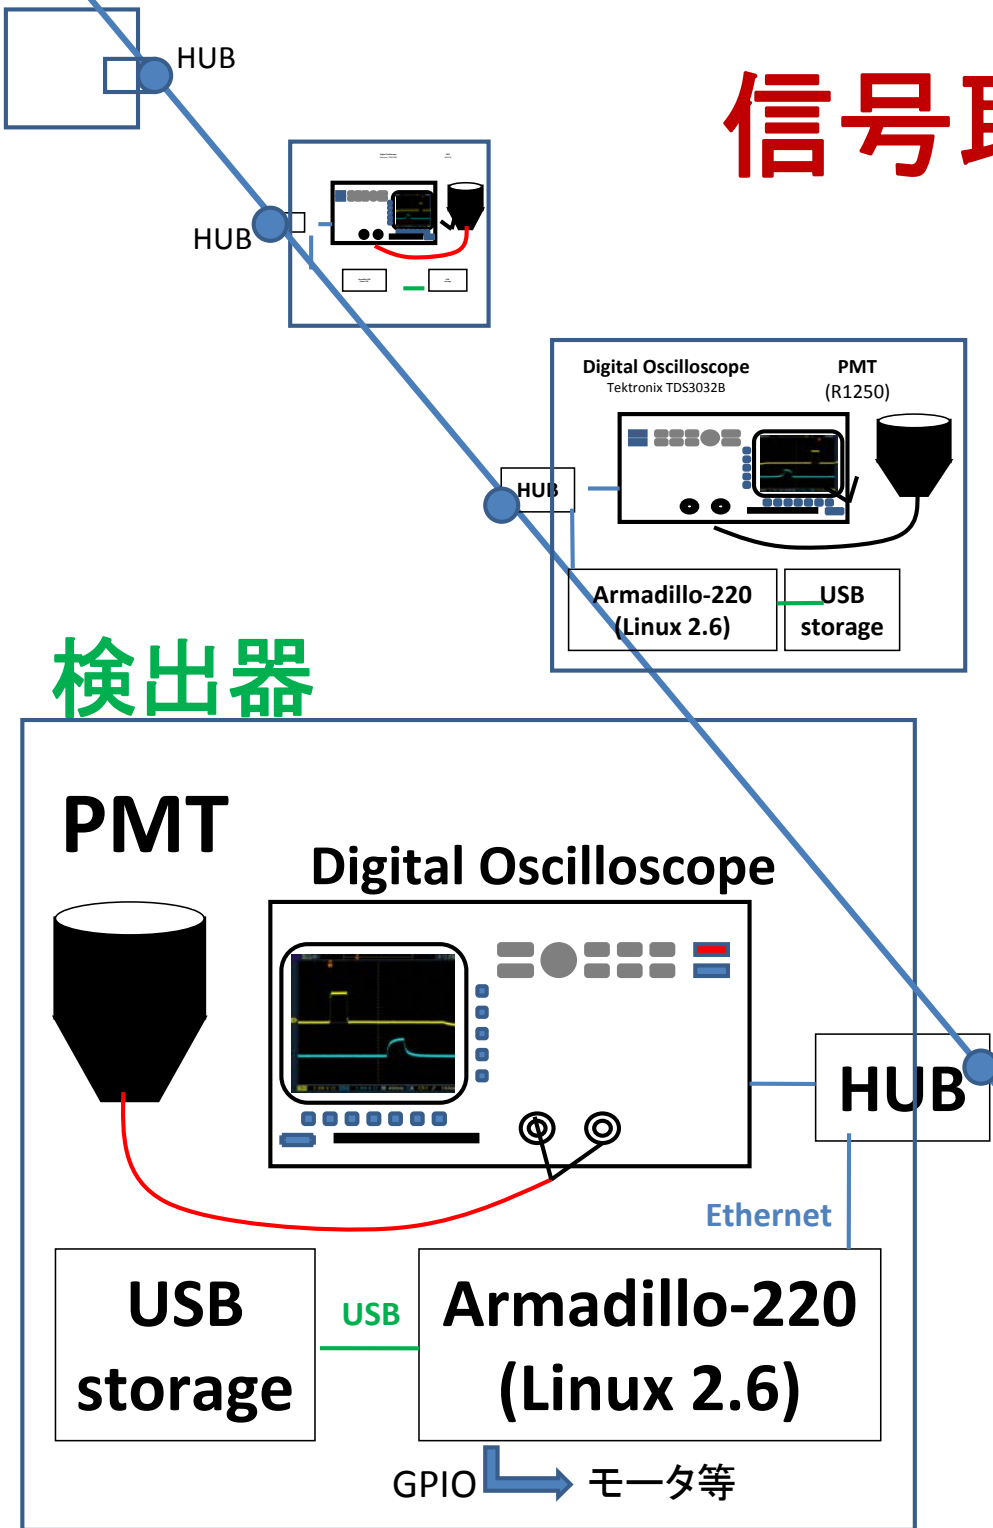 HUB
信号
HUB
Digital Oscilloscope
Tektronix TDS3032B
PMT
(R1250)
HUB
Armadillo-220
(Linux 2.6)
USB
storage
検出器
PMT
Digital Oscilloscope
HUB
Ethernet
USB
storage
USB
Armadillo-220
(Linux 2.6)
GPIO
モータ等